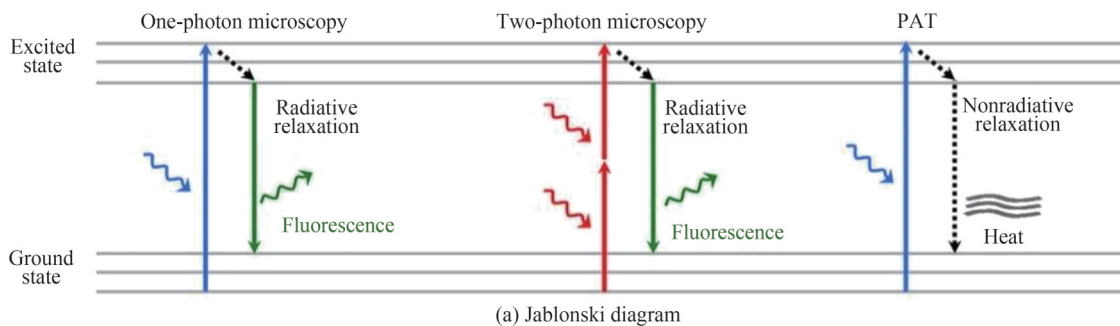 One-photon microscopy
Two-photon microscopy
PAT
Excited
state
Radiative
relaxation
Radiative
relaxation
Nonradiative
relaxation
Fluorescence
Fluorescence
Heat
Ground
state
(a) Jablonski diagram